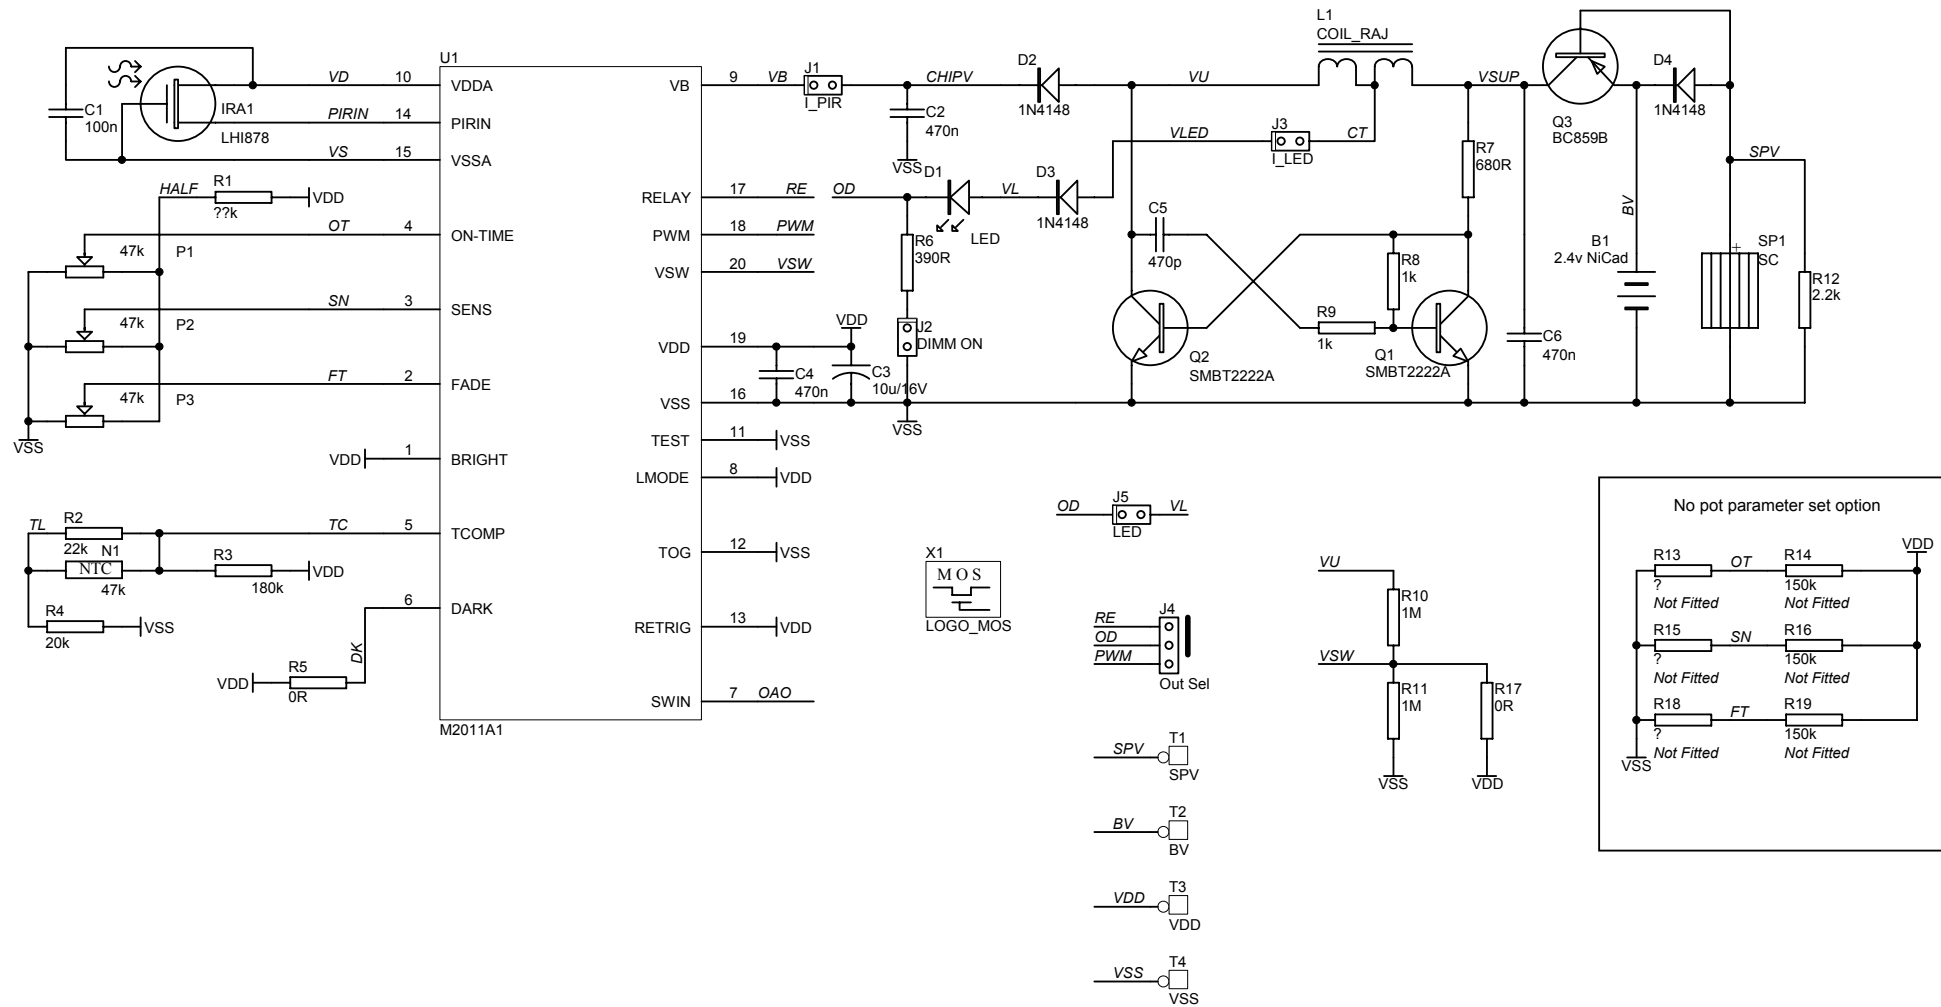 L1
COIL_RAJ
U1
VD 10 VDDA
VB 9 VB
J1
I_PIR
CHIPV
D2
1N4148
VU
VSUP
D4
1N4148
Q3
BC859B
C1
100n
IRA1
LHI878
PIRIN 14 PIRIN
VS 15 VSSA
C2
470n
VSS
VLED
J3
I_LED
CT
R7
680R
SPV
HALF
R1
??k
VDD
RELAY 17 RE
OD
D1
LED
VL
D3
1N4148
BV
OT 4 ON-TIME
47k P1
PWM 18 PWM
VSW 20 VSW
R6
390R
C5
470p
R8
1k
B1
2.4v NiCad
SP1
SC
+
R12
2.2k
SN 3 SENS
47k P2
VDD 19
VDD
J2
DIMM ON
R9
1k
C6
470n
Q2
SMBT2222A
Q1
SMBT2222A
FT 2 FADE
47k P3
C4
470n
C3
10u/16V
VSS 16
VSS
VSS
TEST 11 VSS
VDD 1 BRIGHT
LMODE 8 VDD
TL
R2
22k
N1
NTC
47k
TC 5 TCOMP
R3
180k
VDD
TOG 12 VSS
R4
20k
VSS
6 DARK
DK
RETRIG 13 VDD
VDD
R5
0R
SWIN 7 OAO
M2011A1
OD
J5
LED
VL
X1
MOS
LOGO_MOS
RE
OD
PWM
J4
Out Sel
VU
R10
1M
VSW
R11
1M
R17
0R
VSS
VDD
SPV
T1
SPV
BV
T2
BV
VDD
T3
VDD
VSS
T4
VSS
No pot parameter set option
VDD
R13 OT R14
? 150k
Not Fitted Not Fitted
R15 SN R16
? 150k
Not Fitted Not Fitted
R18 FT R19
? 150k
Not Fitted Not Fitted
VSS